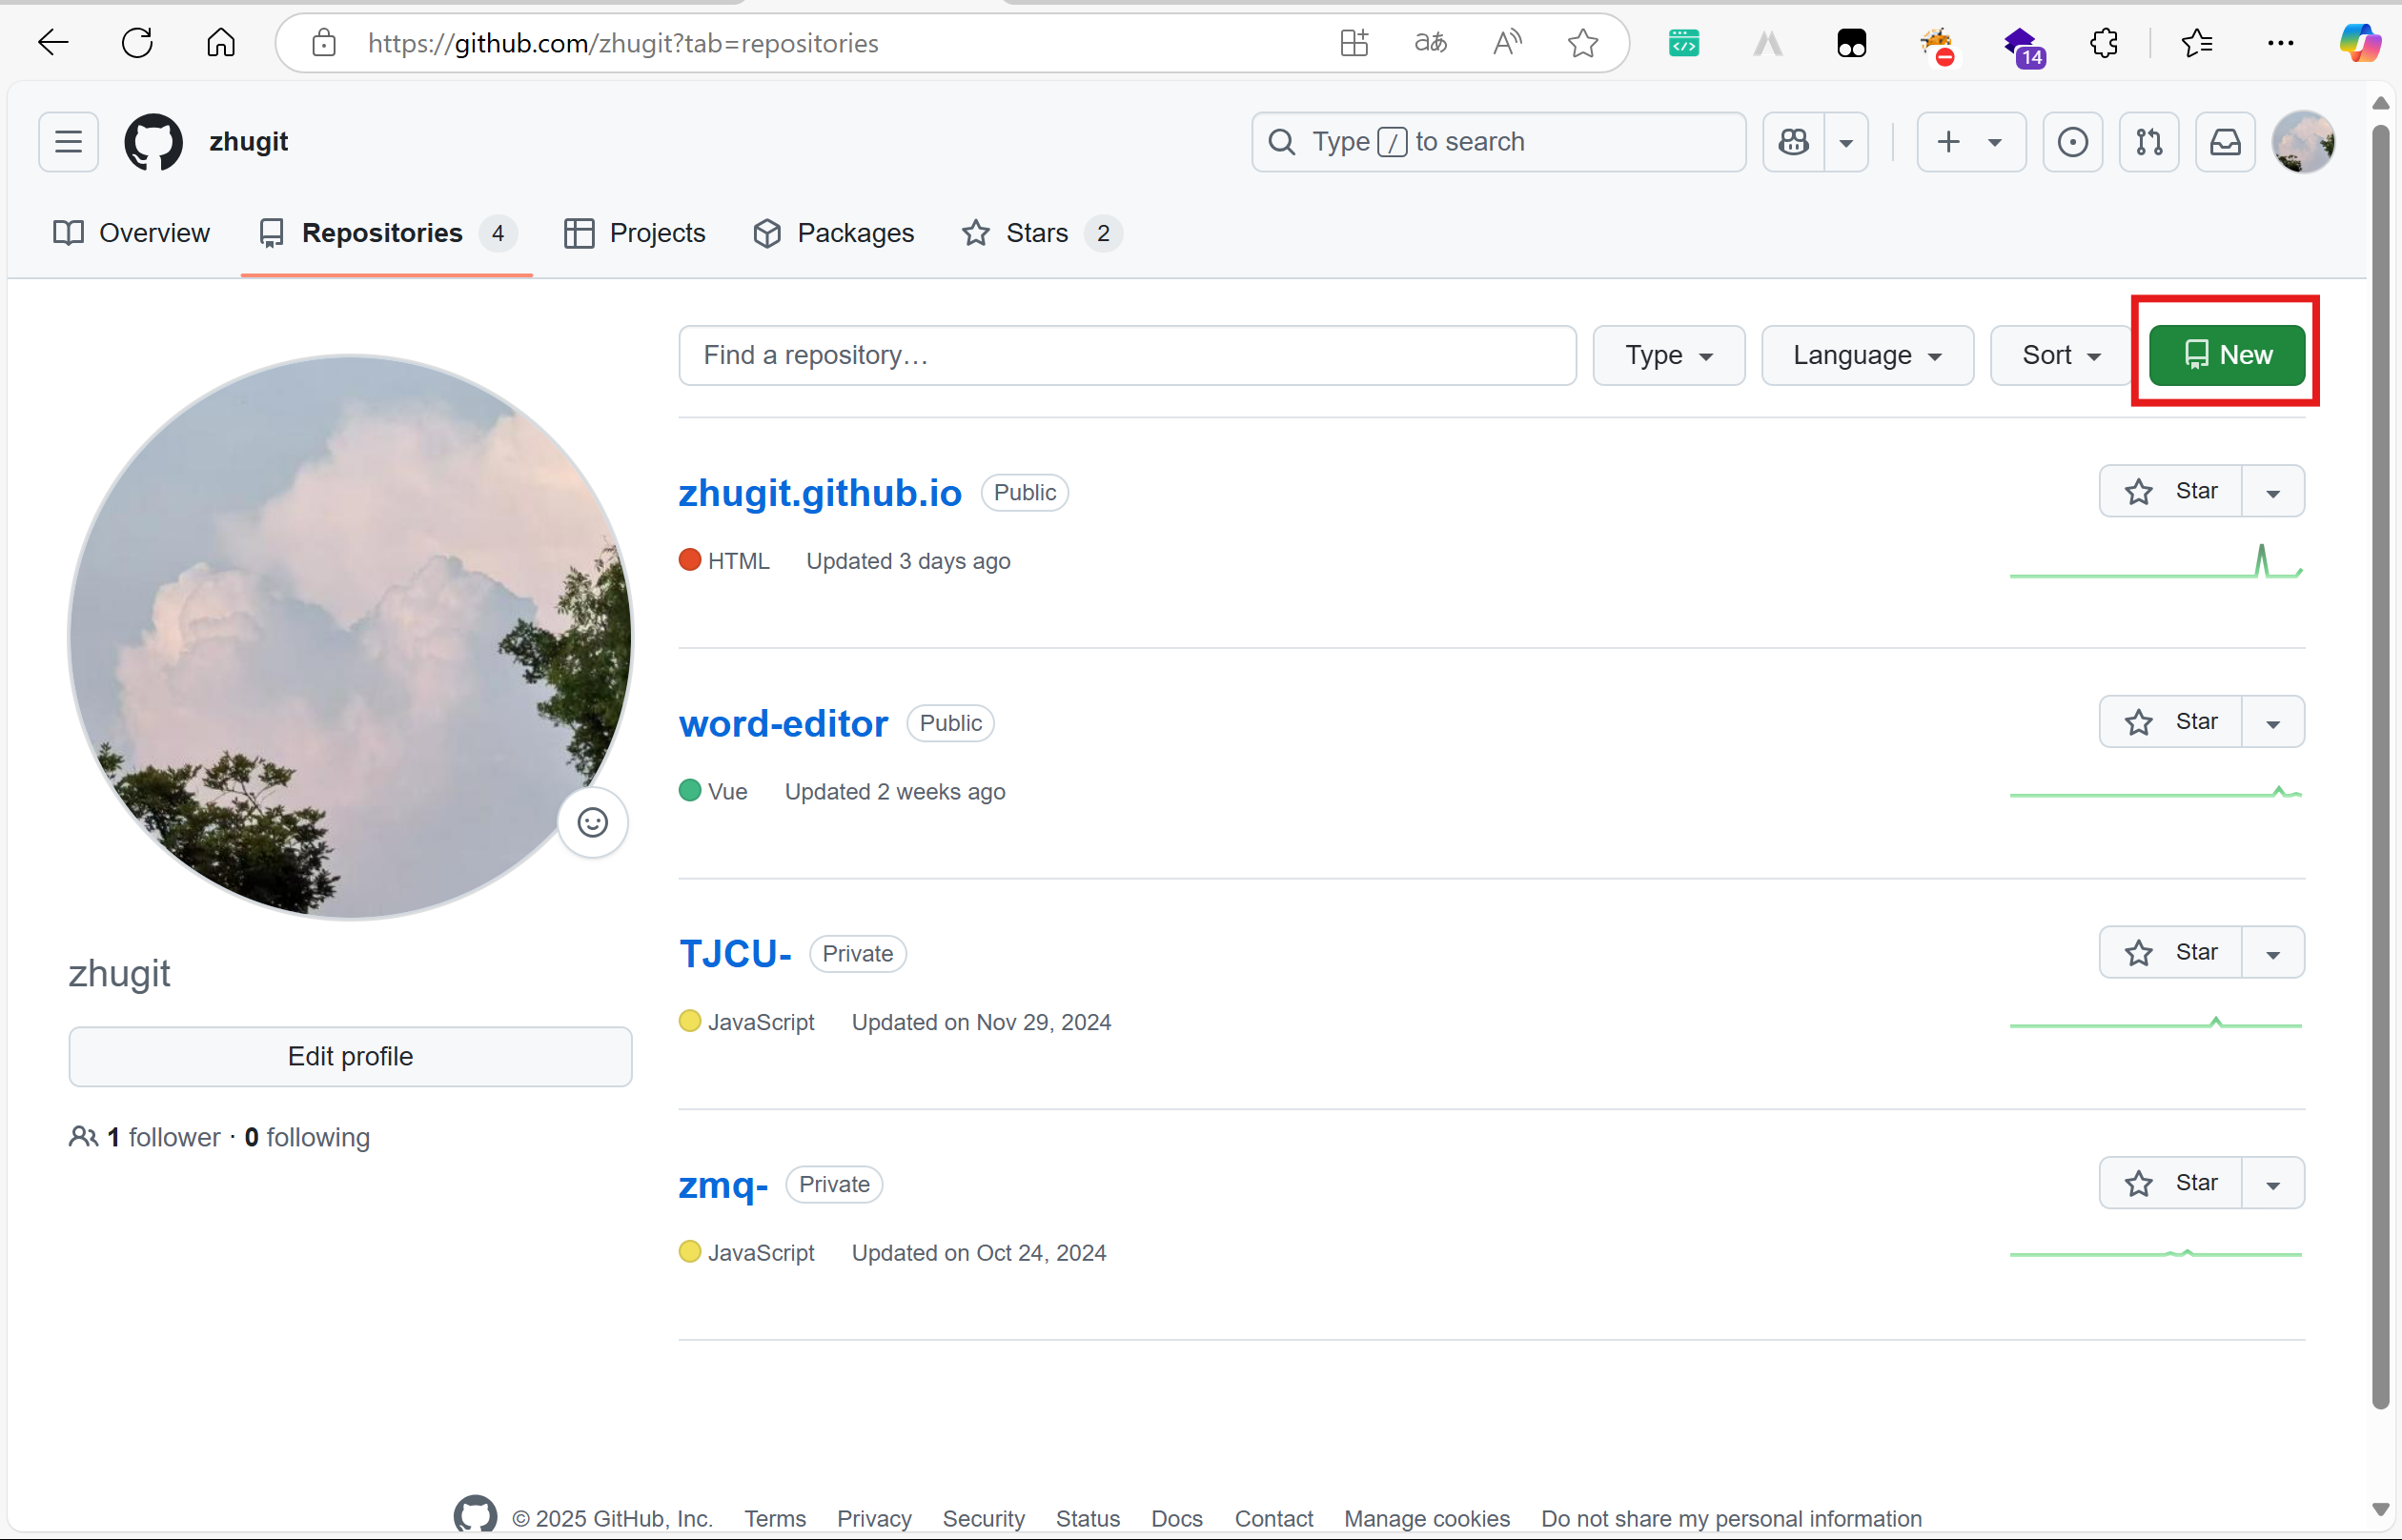 https://github.com/zhugit?tab=repositories
14
zhugit
Type / to search
Overview
Repositories 4
Projects
Packages
Stars 2
Find a repository…
Type
Language
Sort
New
zhugit.github.io Public
Star
HTML Updated 3 days ago
word-editor Public
Star
Vue Updated 2 weeks ago
TJCU- Private
Star
JavaScript Updated on Nov 29, 2024
zmq- Private
Star
JavaScript Updated on Oct 24, 2024
zhugit
Edit profile
1 follower · 0 following
© 2025 GitHub, Inc. Terms Privacy Security Status Docs Contact Manage cookies Do not share my personal information